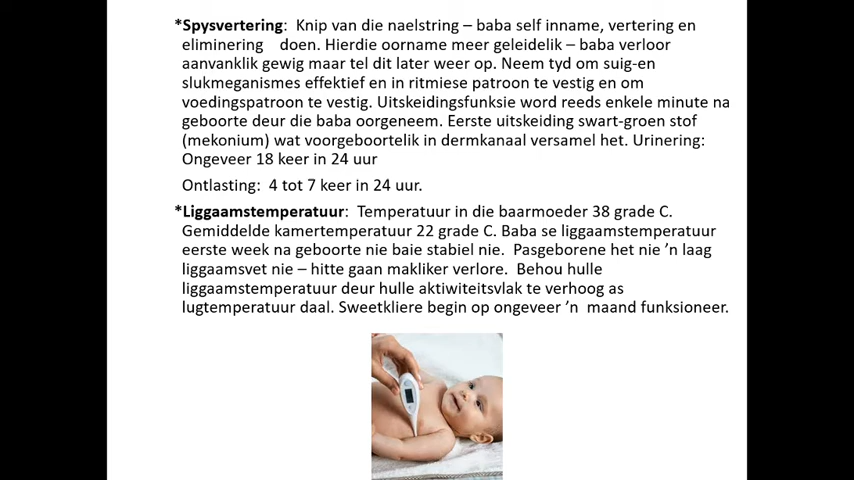 *Spysvertering: Knip van die naelstring – baba self inname, vertering en
eliminering doen. Hierdie oorname meer geleidelik – baba verloor
aanvanklik gewig maar tel dit later weer op. Neem tyd om suig-en
slukmeganismes effektief en in ritmiese patroon te vestig en om
voedingspatroon te vestig. Uitskeidingsfunksie word reeds enkele minute na
geboorte deur die baba oorgeneem. Eerste uitskeiding swart-groen stof
(mekonium) wat voorgeboortelik in dermkanaal versamel het. Urinering:
Ongeveer 18 keer in 24 uur
Ontlasting: 4 tot 7 keer in 24 uur.
*Liggaamstemperatuur: Temperatuur in die baarmoeder 38 grade C.
Gemiddelde kamertemperatuur 22 grade C. Baba se liggaamstemperatuur
eerste week na geboorte nie baie stabiel nie. Pasgeborene het nie ’n laag
liggaamsvet nie – hitte gaan makliker verlore. Behou hulle
liggaamstemperatuur deur hulle aktiwiteitsvlak te verhoog as
lugtemperatuur daal. Sweetkliere begin op ongeveer ’n maand funksioneer.